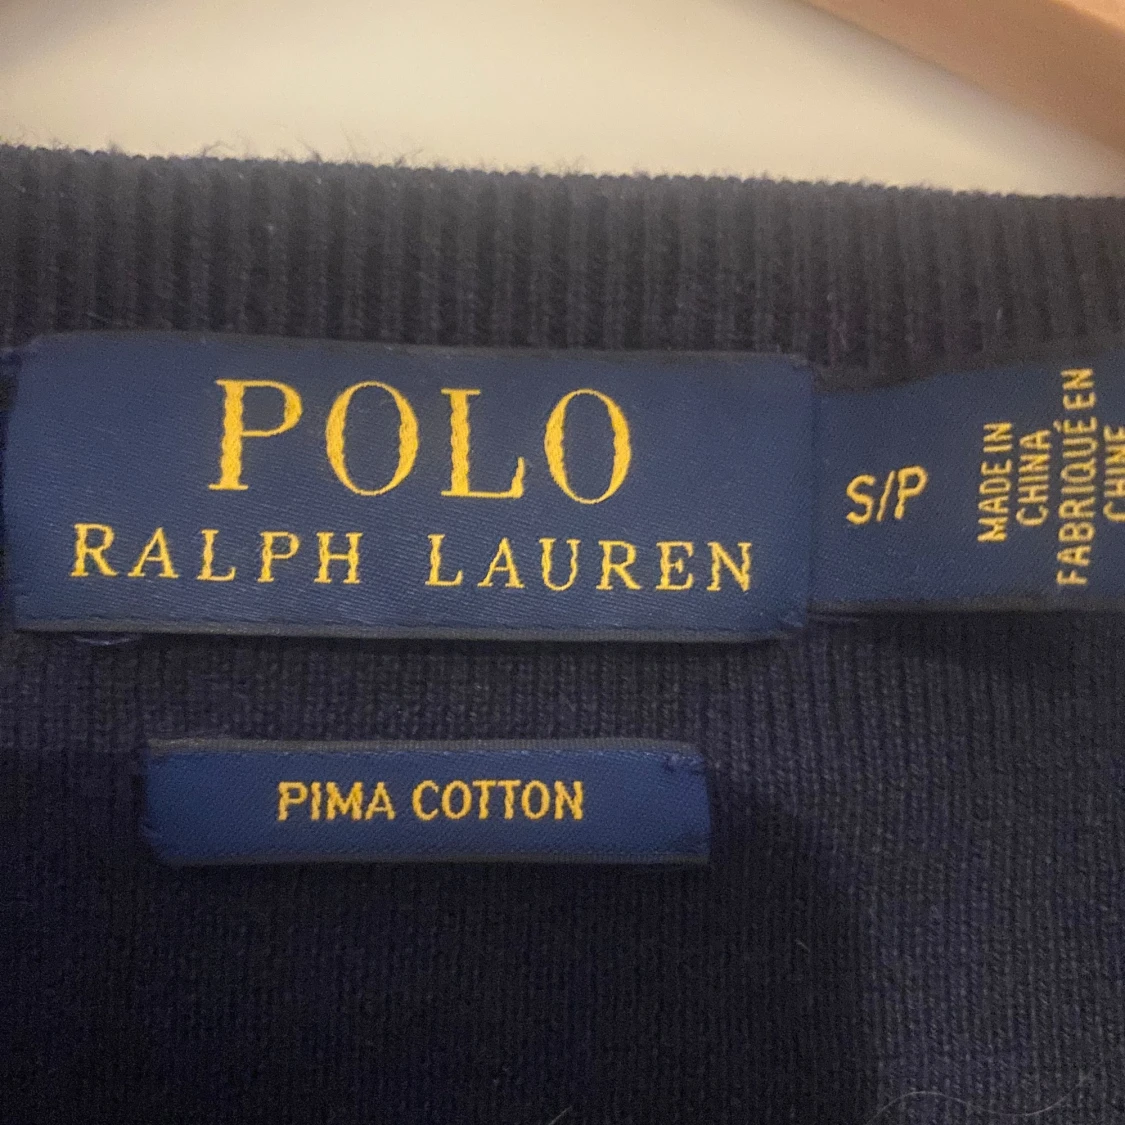 POLO
RALPH LAUREN
S/P
MADE IN
CHINA
FABRIQUÉ EN
CHINE
PIMA COTTON